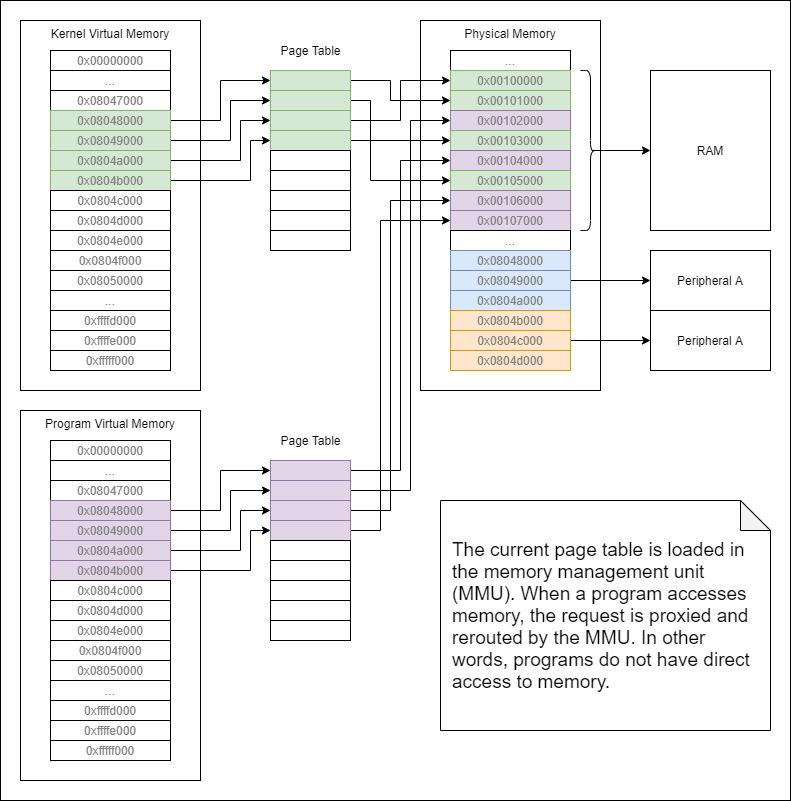 Kernel Virtual Memory
0x00000000
...
0x08047000
0x08048000
0x08049000
0x0804a000
0x0804b000
0x0804c000
0x0804d000
0x0804e000
0x0804f000
0x08050000
...
0xffffd000
0xffffe000
0xfffff000
Page Table
Physical Memory
...
0x00100000
0x00101000
0x00102000
0x00103000
0x00104000
0x00105000
0x00106000
0x00107000
...
0x08048000
0x08049000
0x0804a000
0x0804b000
0x0804c000
0x0804d000
RAM
Peripheral A
Peripheral A
Program Virtual Memory
0x00000000
...
0x08047000
0x08048000
0x08049000
0x0804a000
0x0804b000
0x0804c000
0x0804d000
0x0804e000
0x0804f000
0x08050000
...
0xffffd000
0xffffe000
0xfffff000
Page Table
The current page table is loaded in
the memory management unit
(MMU). When a program accesses
memory, the request is proxied and
rerouted by the MMU. In other
words, programs do not have direct
access to memory.